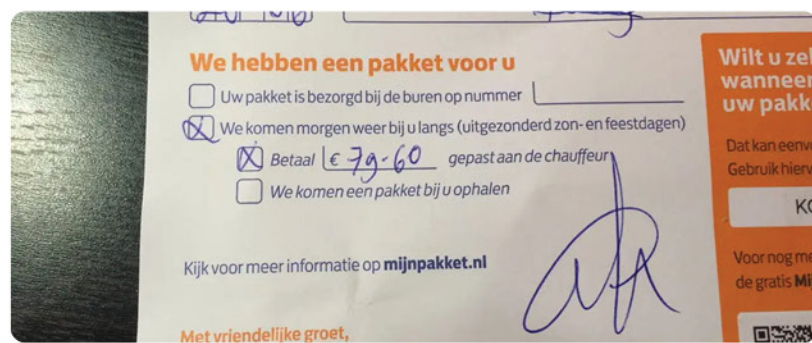 We hebben een pakket voor u
Uw pakket is bezorgd bij de buren op nummer
We komen morgen weer bij u langs (uitgezonderd zon- en feestdagen)
Betaal € 79-60 gepast aan de chauffeur
We komen een pakket bij u ophalen
Kijk voor meer informatie op mijnpakket.nl
Met vriendelijke groet,
Wilt u zel
wanneer
uw pakk
Dat kan eenv
Gebruik hierv
KO
Voor nog me
de gratis Mij